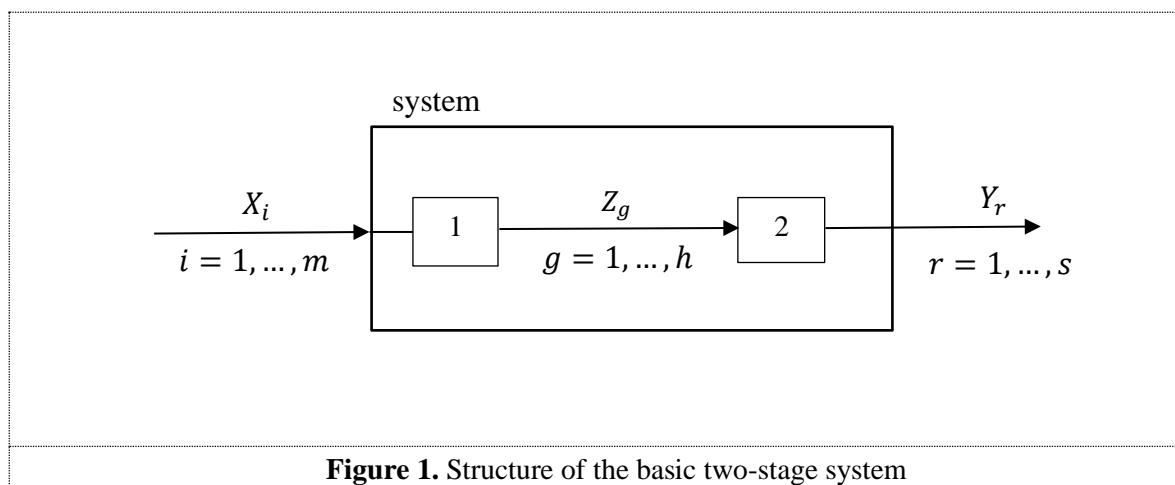 system
X_i
Z_g
Y_r
1
2
i = 1, … , m
g = 1, … , h
r = 1, … , s
Figure 1. Structure of the basic two-stage system